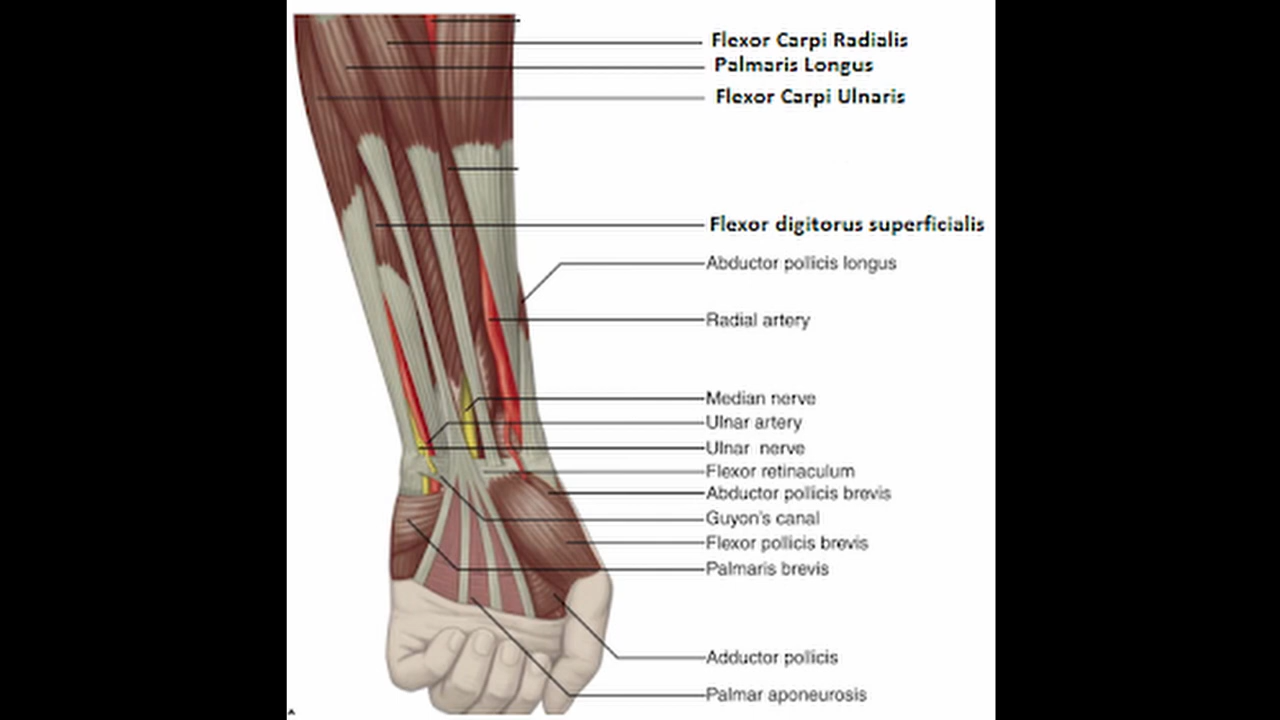 Flexor Carpi Radialis
Palmaris Longus
Flexor Carpi Ulnaris
Flexor digitorus superficialis
Abductor pollicis longus
Radial artery
Median nerve
Ulnar artery
Ulnar nerve
Flexor retinaculum
Abductor pollicis brevis
Guyon's canal
Flexor pollicis brevis
Palmaris brevis
Adductor pollicis
Palmar aponeurosis
A